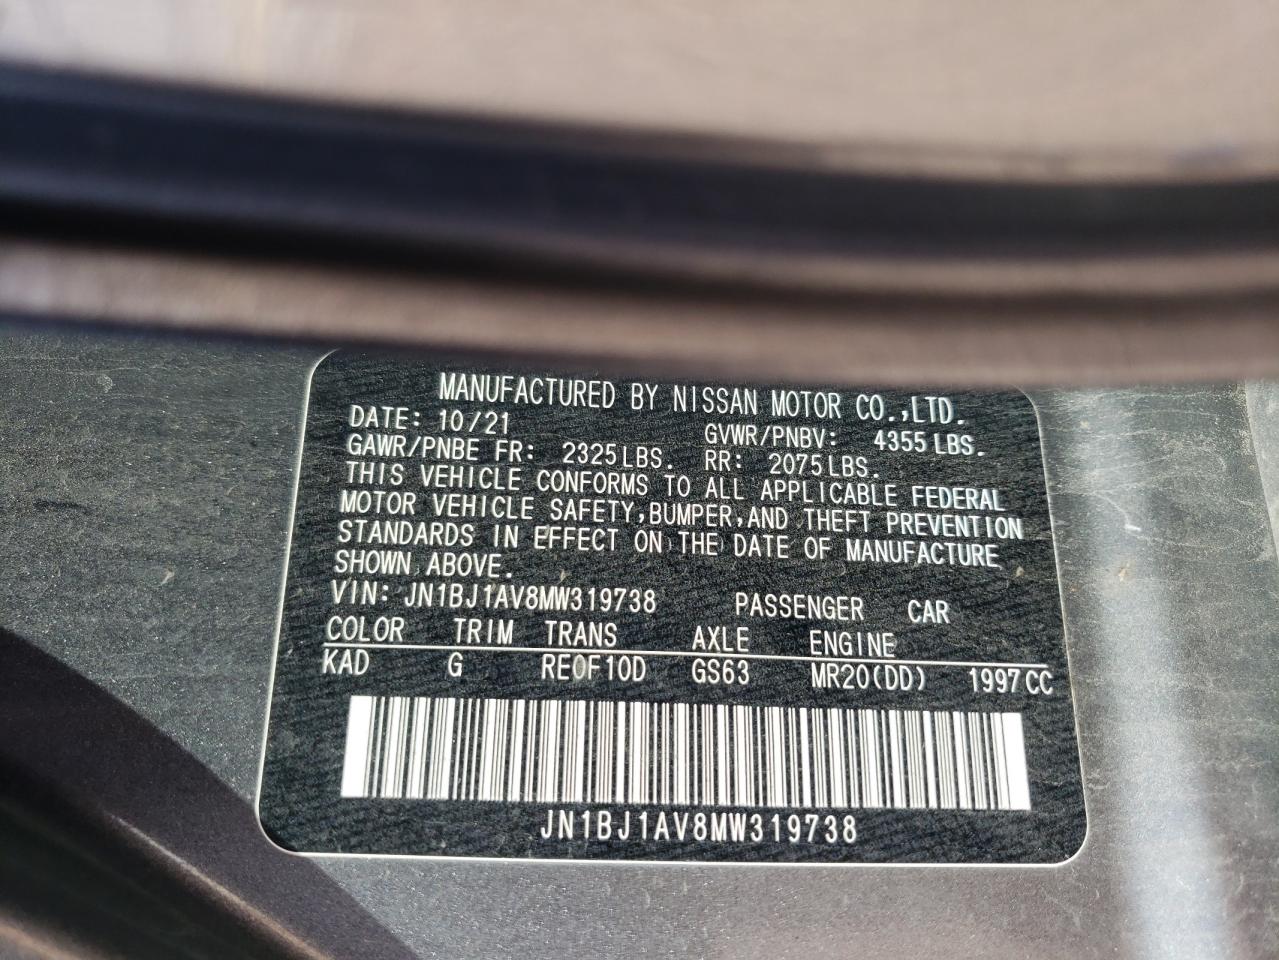 MANUFACTURED BY NISSAN MOTOR CO.,LTD.
DATE: 10/21 GVWR/PNBV: 4355 LBS.
GAWR/PNBE FR: 2325 LBS. RR: 2075 LBS.
THIS VEHICLE CONFORMS TO ALL APPLICABLE FEDERAL
MOTOR VEHICLE SAFETY,BUMPER,AND THEFT PREVENTION
STANDARDS IN EFFECT ON THE DATE OF MANUFACTURE
SHOWN ABOVE.
VIN: JN1BJ1AV8MW319738 PASSENGER CAR
COLOR TRIM TRANS AXLE ENGINE
KAD G RE0F10D GS63 MR20(DD) 1997 CC
JN1BJ1AV8MW319738